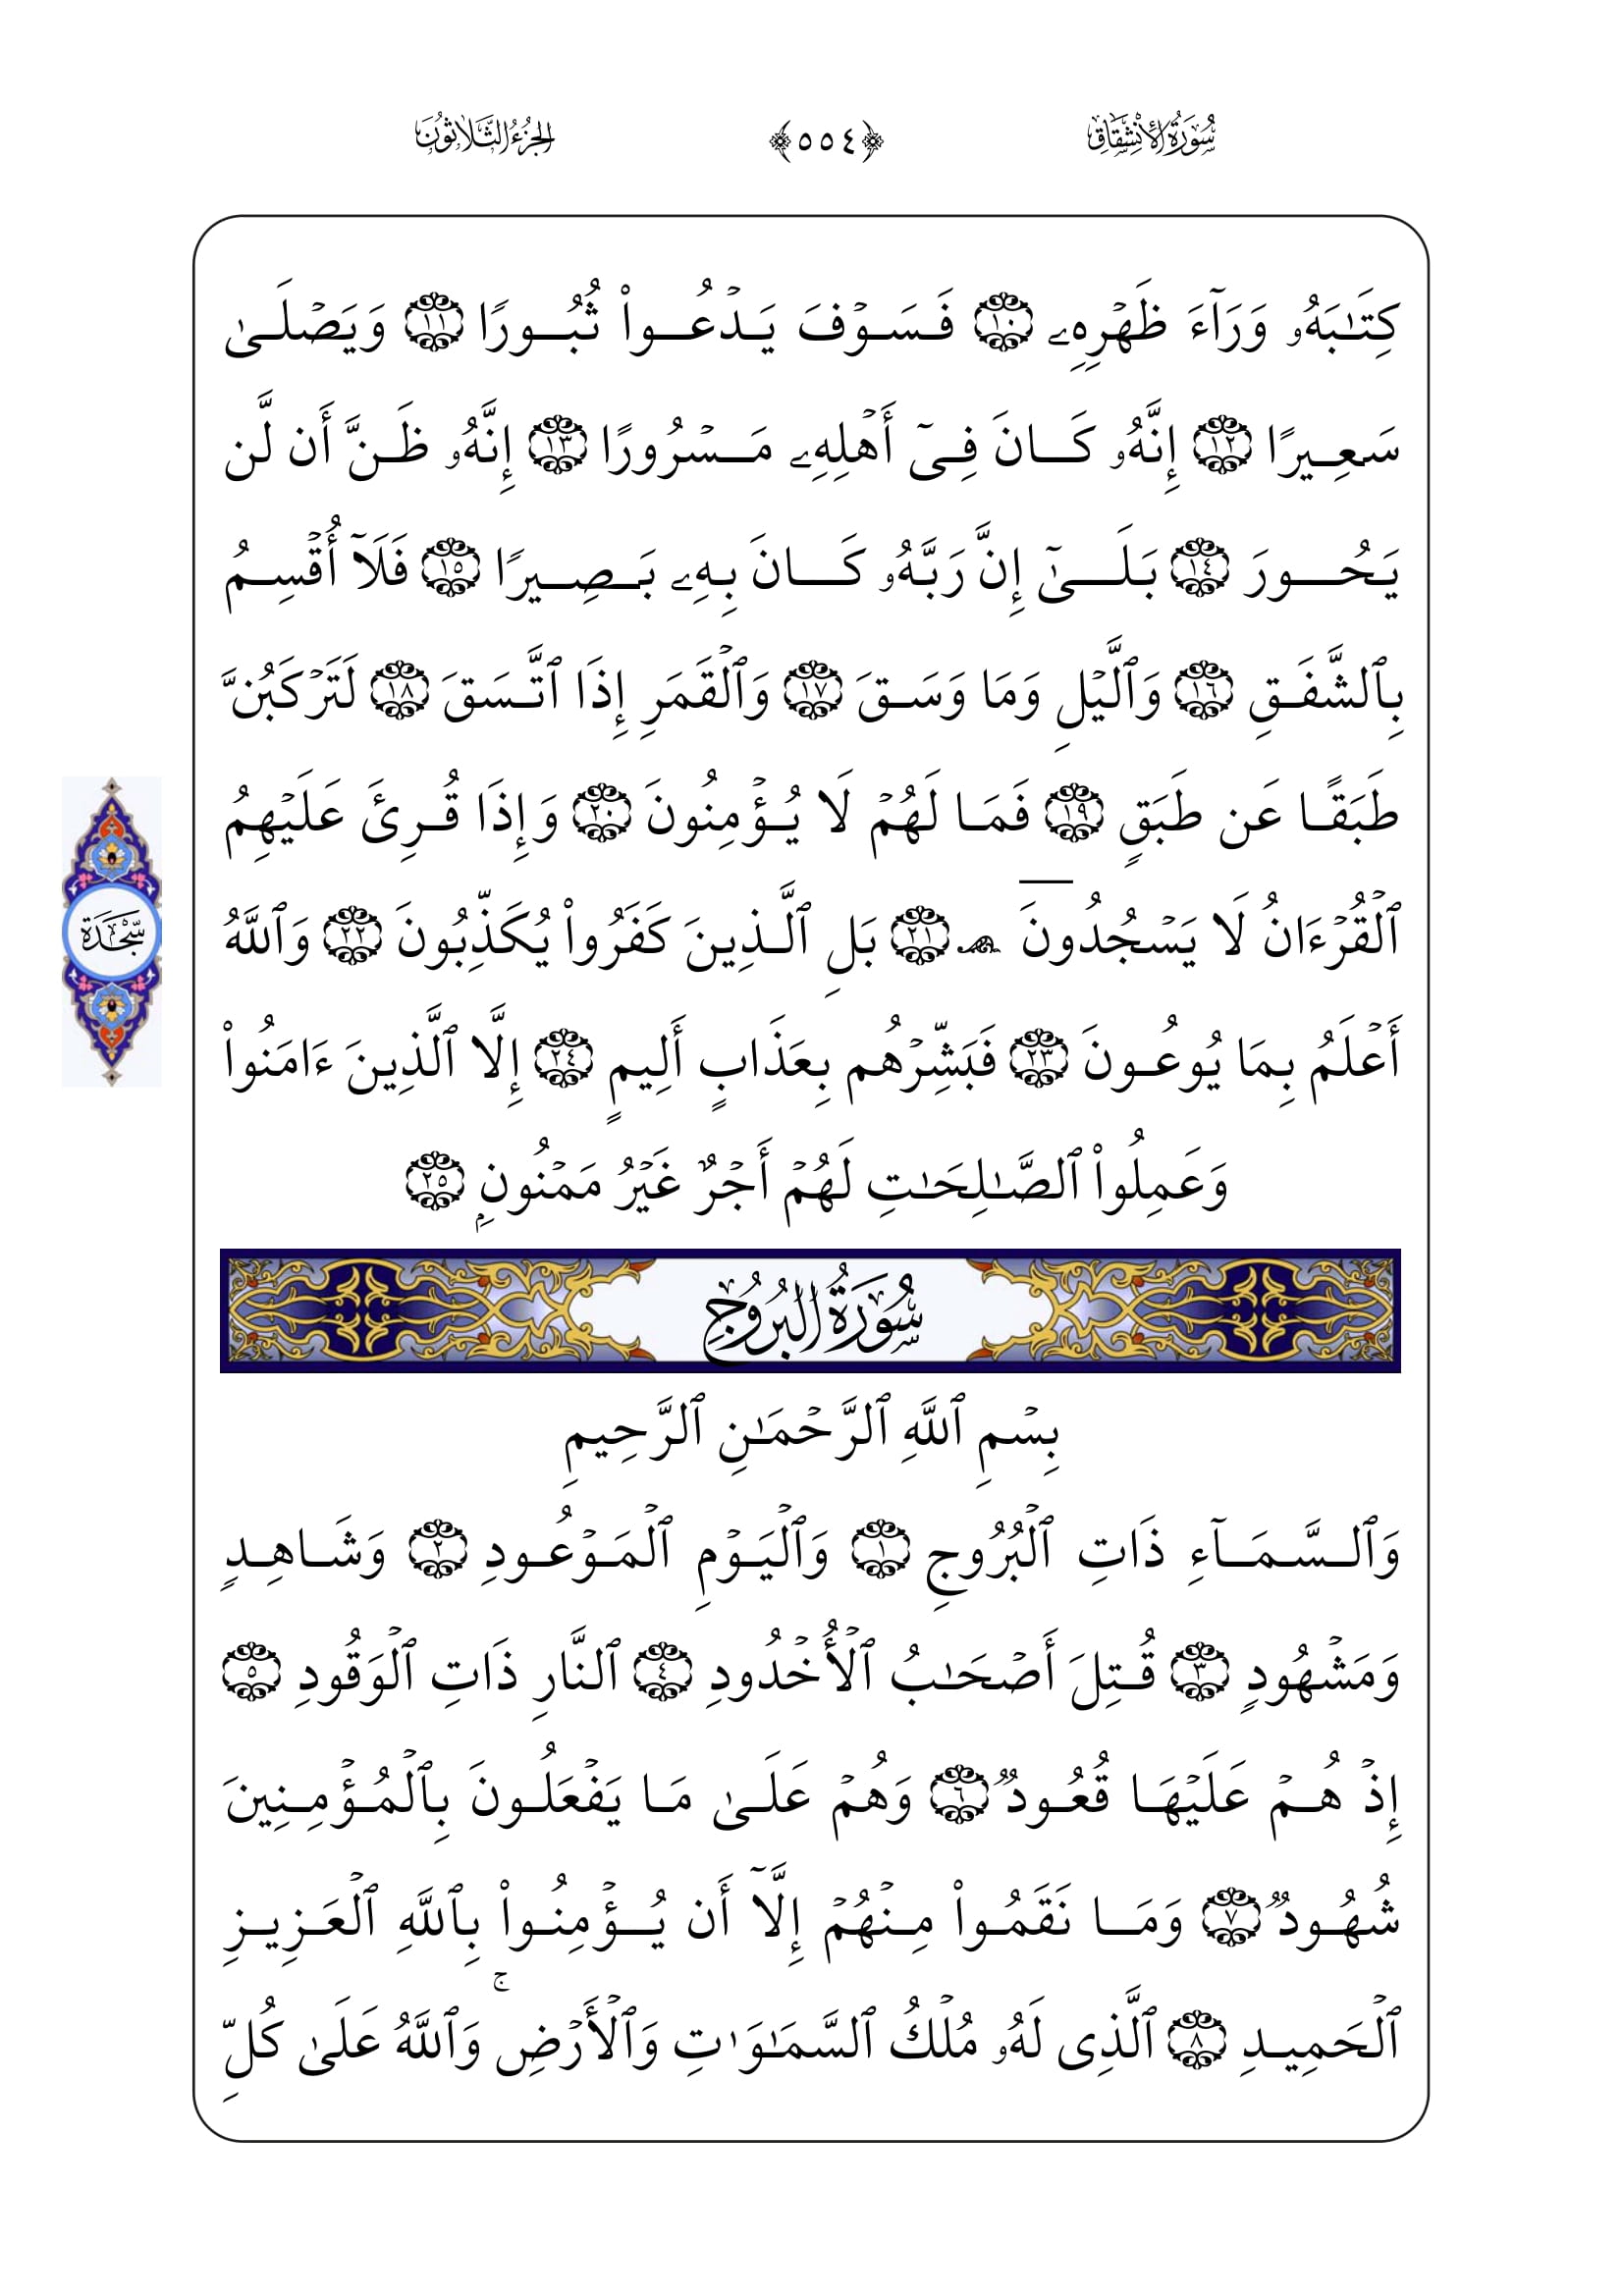 سُورَةُ الِانْشِقَاقِ ﴿٥٥٤﴾ الجُزْءُ الثَّلَاثُونَ
كِتَـٰبَهُۥ وَرَآءَ ظَهْرِهِۦ ۝١٠ فَسَوْفَ يَدْعُوا۟ ثُبُورًا ۝١١ وَيَصْلَىٰ
سَعِيرًا ۝١٢ إِنَّهُۥ كَانَ فِىٓ أَهْلِهِۦ مَسْرُورًا ۝١٣ إِنَّهُۥ ظَنَّ أَن لَّن
يَحُورَ ۝١٤ بَلَىٰٓ إِنَّ رَبَّهُۥ كَانَ بِهِۦ بَصِيرًا ۝١٥ فَلَآ أُقْسِمُ
بِٱلشَّفَقِ ۝١٦ وَٱلَّيْلِ وَمَا وَسَقَ ۝١٧ وَٱلْقَمَرِ إِذَا ٱتَّسَقَ ۝١٨ لَتَرْكَبُنَّ
طَبَقًا عَن طَبَقٍ ۝١٩ فَمَا لَهُمْ لَا يُؤْمِنُونَ ۝٢٠ وَإِذَا قُرِئَ عَلَيْهِمُ
ٱلْقُرْءَانُ لَا يَسْجُدُونَ ۝٢١ بَلِ ٱلَّذِينَ كَفَرُوا۟ يُكَذِّبُونَ ۝٢٢ وَٱللَّهُ
سَجْدَة
أَعْلَمُ بِمَا يُوعُونَ ۝٢٣ فَبَشِّرْهُم بِعَذَابٍ أَلِيمٍ ۝٢٤ إِلَّا ٱلَّذِينَ ءَامَنُوا۟
وَعَمِلُوا۟ ٱلصَّـٰلِحَـٰتِ لَهُمْ أَجْرٌ غَيْرُ مَمْنُونٍۭ ۝٢٥
سُورَةُ البُرُوجِ
بِسْمِ ٱللَّهِ ٱلرَّحْمَـٰنِ ٱلرَّحِيمِ
وَٱلسَّمَآءِ ذَاتِ ٱلْبُرُوجِ ۝١ وَٱلْيَوْمِ ٱلْمَوْعُودِ ۝٢ وَشَاهِدٍ
وَمَشْهُودٍ ۝٣ قُتِلَ أَصْحَـٰبُ ٱلْأُخْدُودِ ۝٤ ٱلنَّارِ ذَاتِ ٱلْوَقُودِ ۝٥
إِذْ هُمْ عَلَيْهَا قُعُودٌ ۝٦ وَهُمْ عَلَىٰ مَا يَفْعَلُونَ بِٱلْمُؤْمِنِينَ
شُهُودٌ ۝٧ وَمَا نَقَمُوا۟ مِنْهُمْ إِلَّآ أَن يُؤْمِنُوا۟ بِٱللَّهِ ٱلْعَزِيزِ
ٱلْحَمِيدِ ۝٨ ٱلَّذِى لَهُۥ مُلْكُ ٱلسَّمَـٰوَٰتِ وَٱلْأَرْضِ ۚ وَٱللَّهُ عَلَىٰ كُلِّ